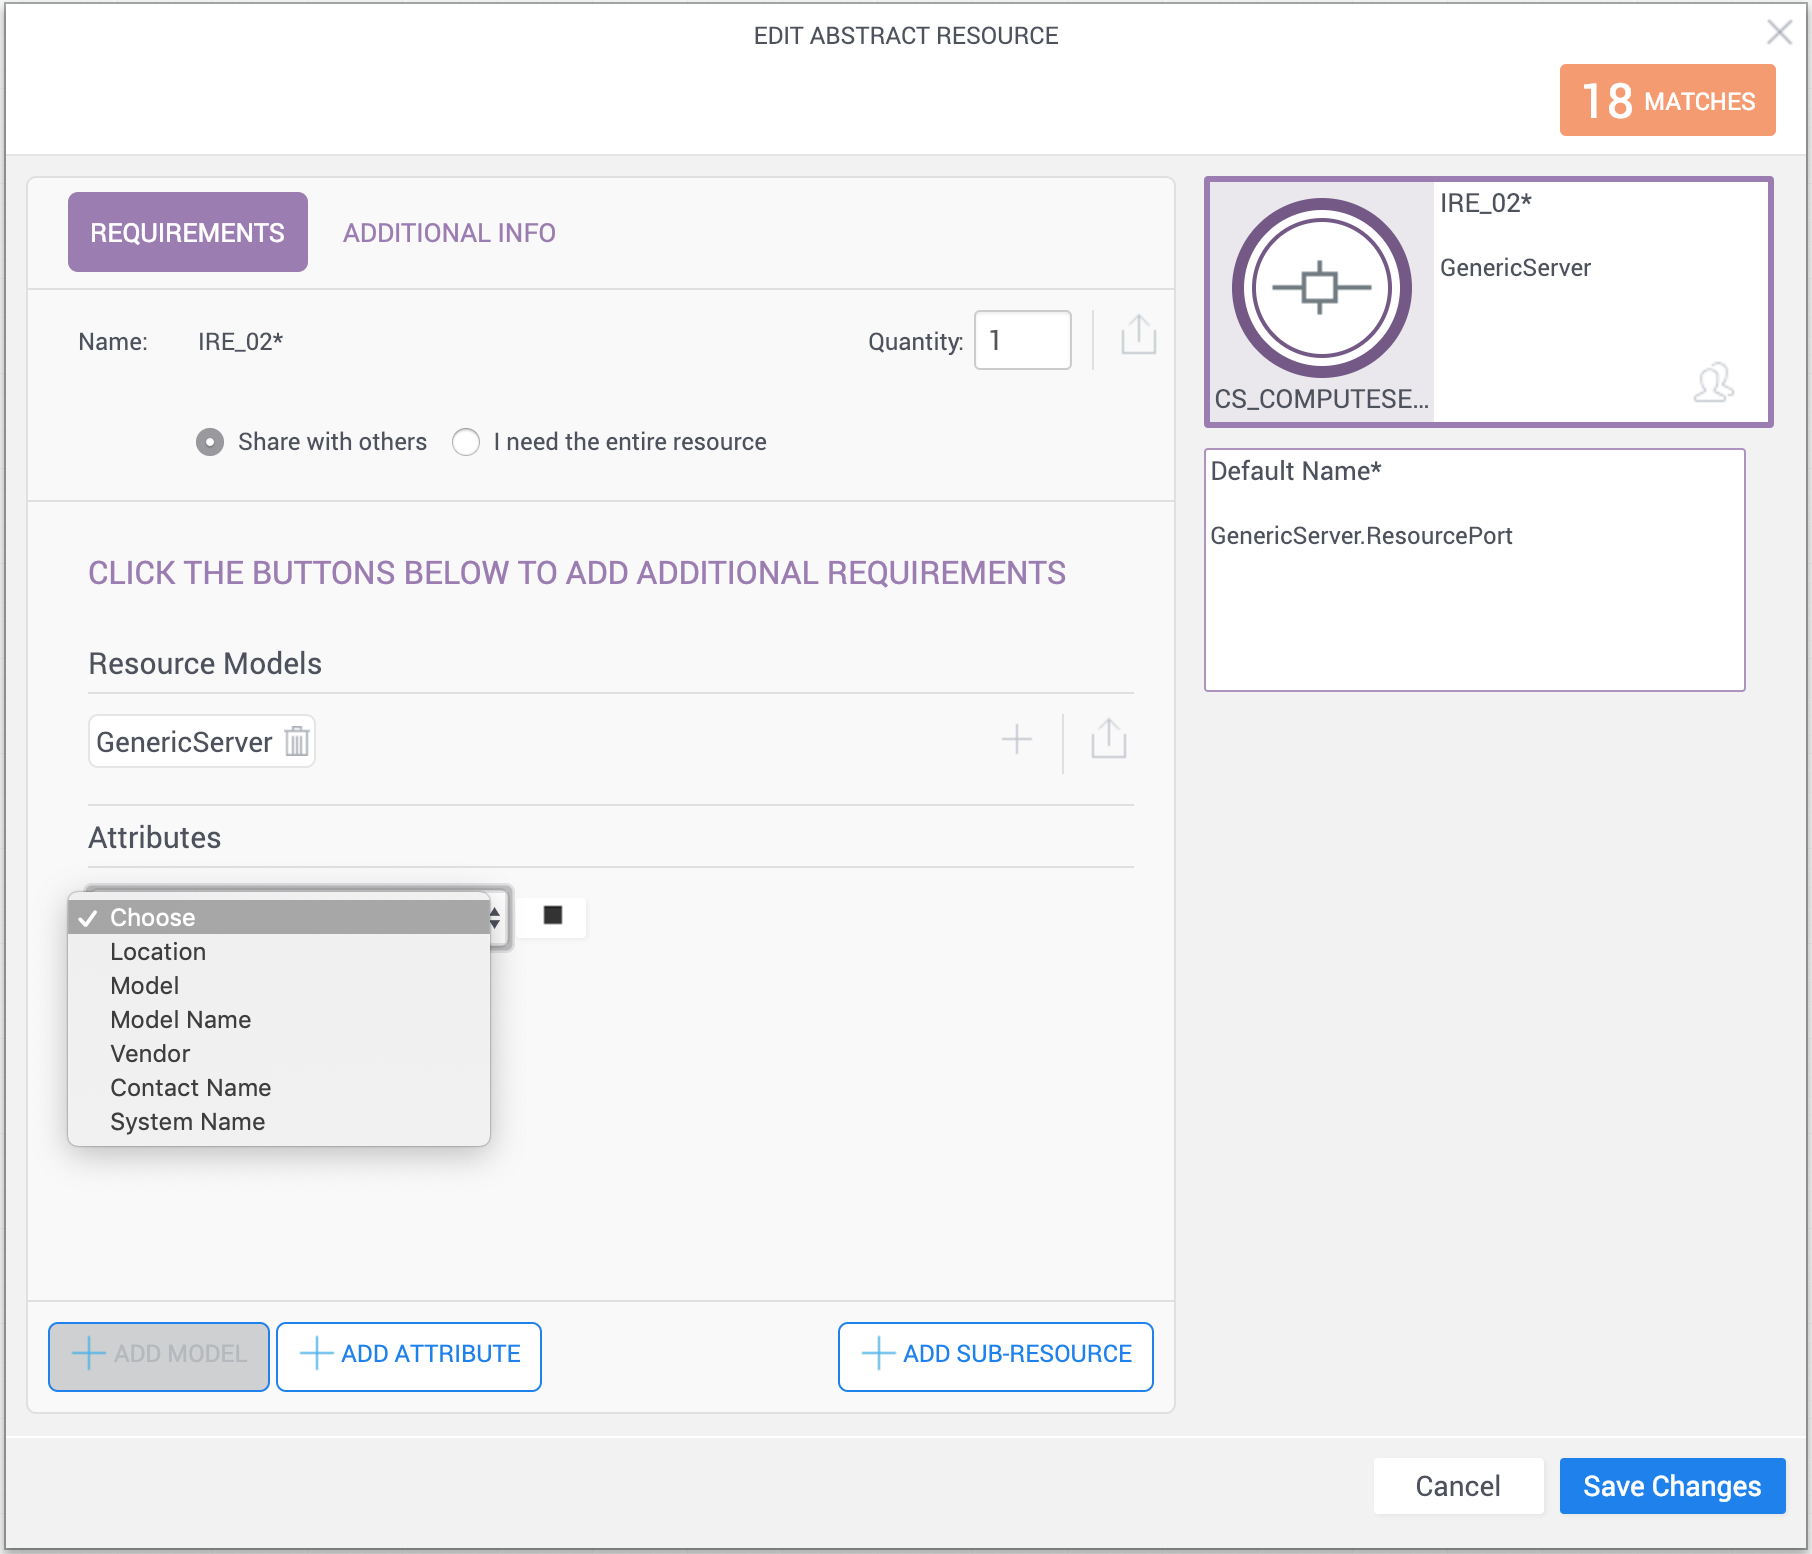 EDIT ABSTRACT RESOURCE
18 MATCHES
REQUIREMENTS
ADDITIONAL INFO
Name: IRE_02*
Quantity: 1
Share with others
I need the entire resource
CLICK THE BUTTONS BELOW TO ADD ADDITIONAL REQUIREMENTS
Resource Models
GenericServer
Attributes
Choose
Location
Model
Model Name
Vendor
Contact Name
System Name
ADD MODEL
ADD ATTRIBUTE
ADD SUB-RESOURCE
IRE_02*
GenericServer
CS_COMPUTESE...
Default Name*
GenericServer.ResourcePort
Cancel
Save Changes